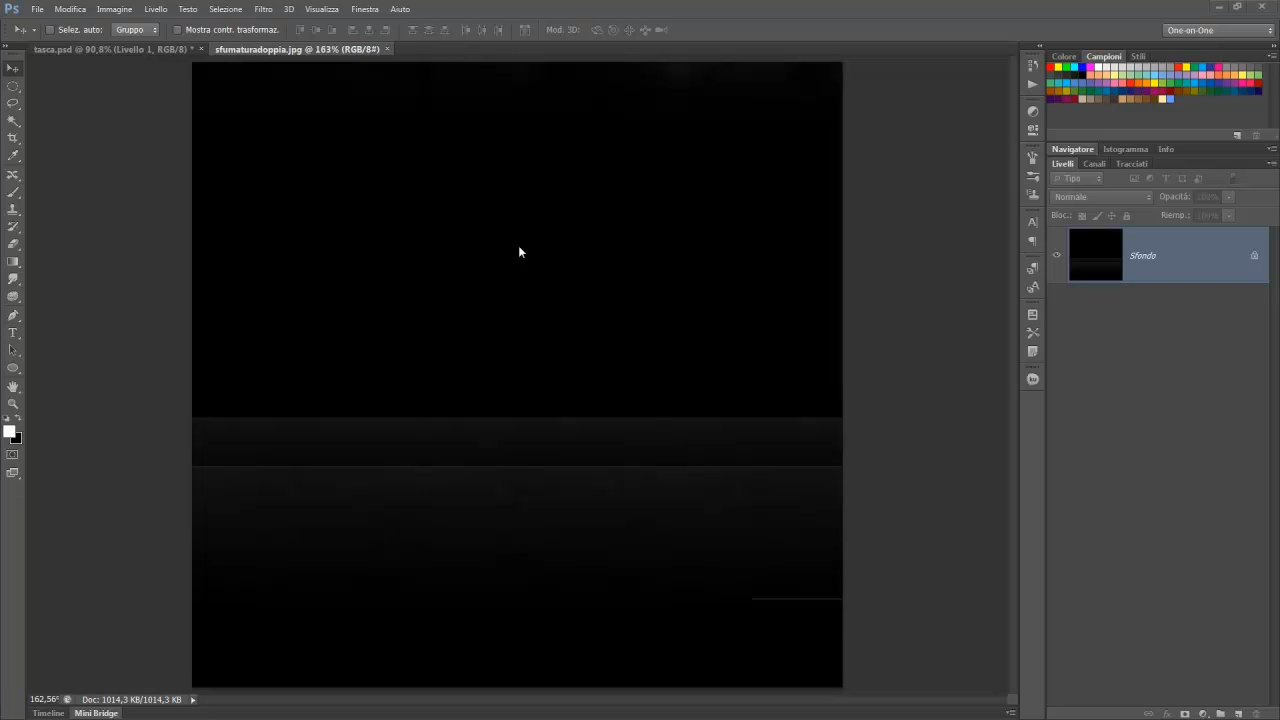 Ps File Modifica Immagine Livello Testo Selezione Filtro 3D Visualizza Finestra Aiuto
Selez. auto: Gruppo Mostra contr. trasformaz. Mod. 3D: One-on-One
tasca.psd @ 90,8% (Livello 1, RGB/8) * × sfumaturadoppia.jpg @ 163% (RGB/8#) ×
Colore Campioni Stili
Navigatore Istogramma Info
Livelli Canali Tracciati
Tipo
Normale Opacità: 100%
Bloc.: Riemp.: 100%
Sfondo
162,56% Doc: 1014,3 KB/1014,3 KB
Timeline Mini Bridge